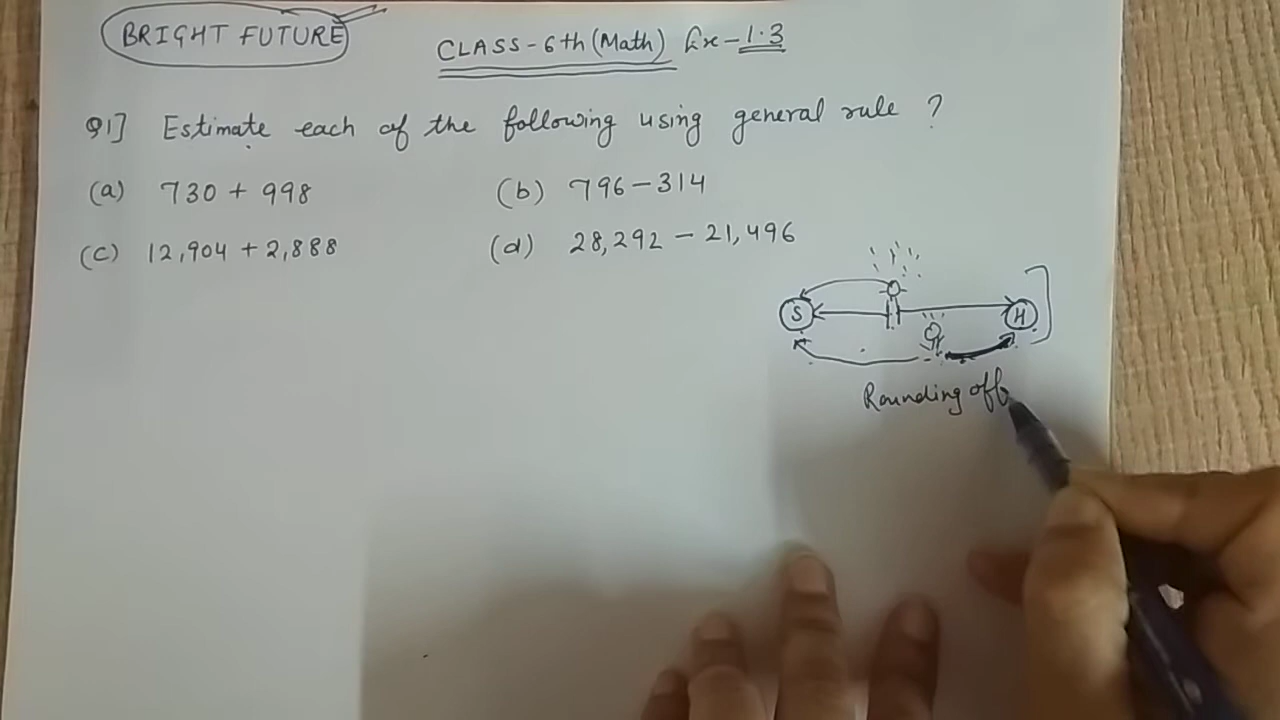 BRIGHT FUTURE
CLASS - 6th (Math) Ex - 1.3
Q1] Estimate each of the following using general rule ?
(a) 730 + 998
(b) 796 - 314
(c) 12,904 + 2,888
(d) 28,292 - 21,496
S H
Rounding off